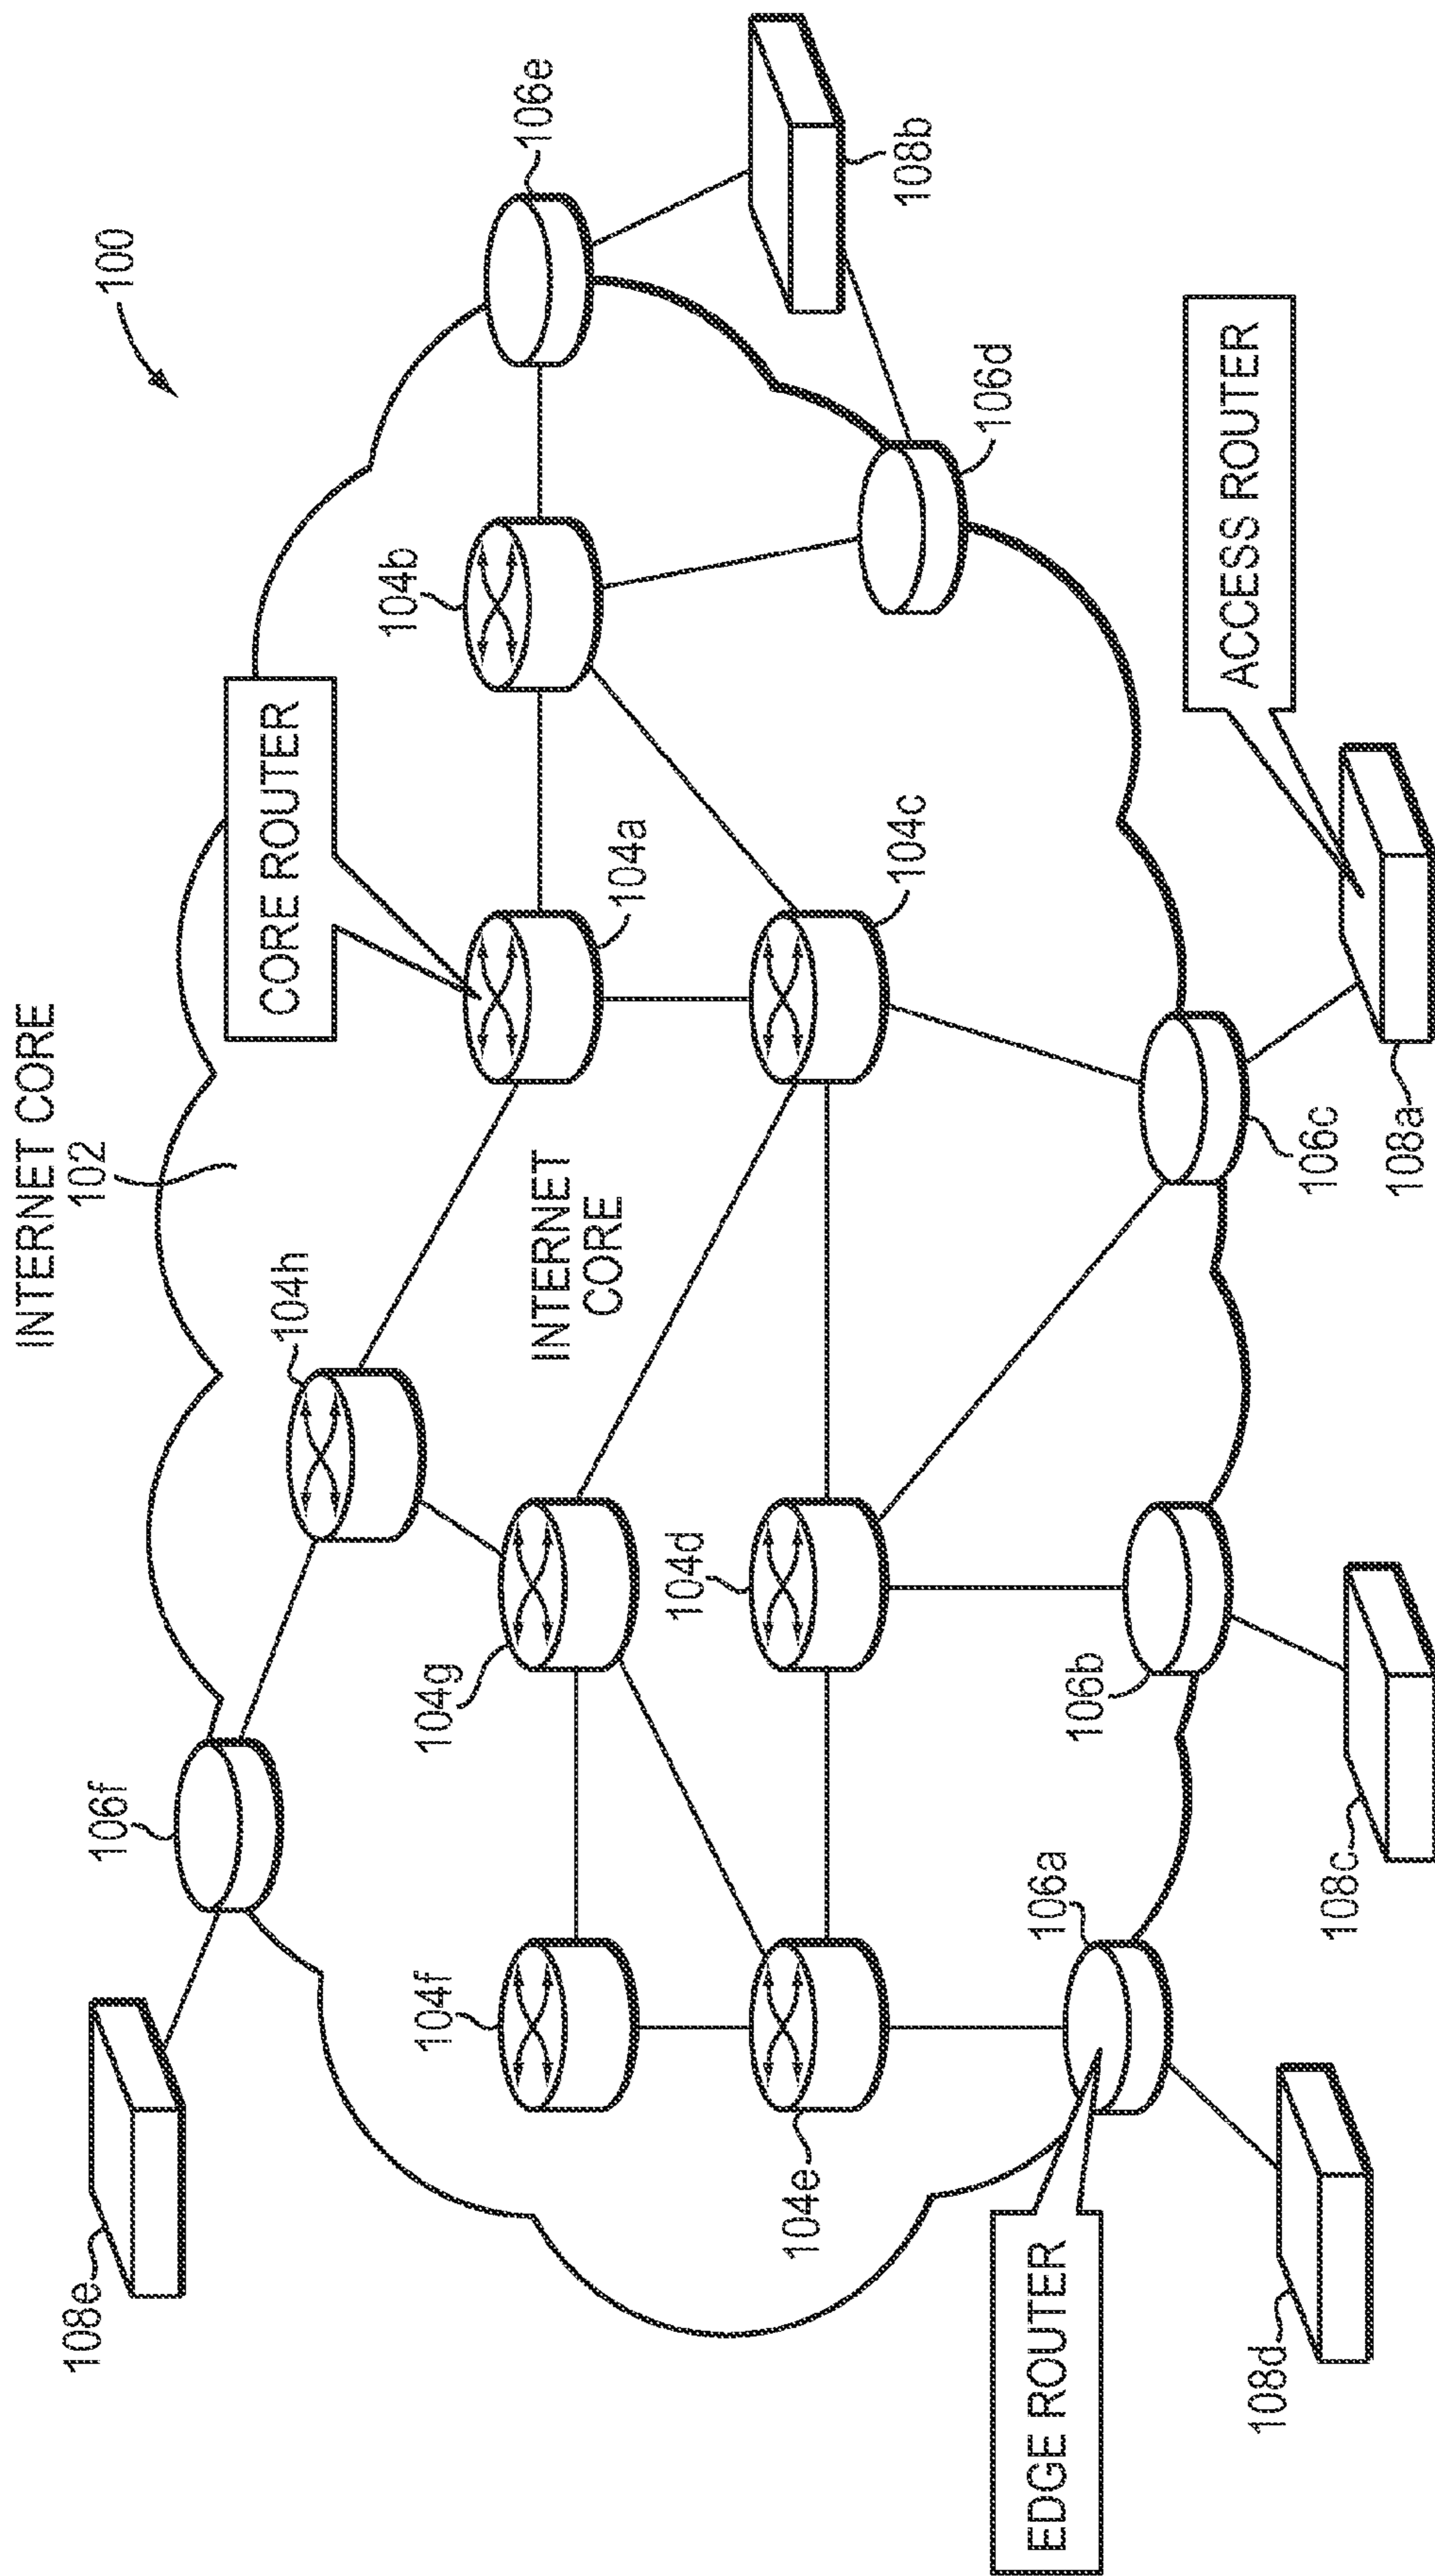 INTERNET CORE
102
100
108e
106f
104h
CORE ROUTER
104b
106e
104f
104g
INTERNET
CORE
104a
108b
104e
104d
104c
106d
EDGE ROUTER
106a
106b
106c
ACCESS ROUTER
108d
108c
108a